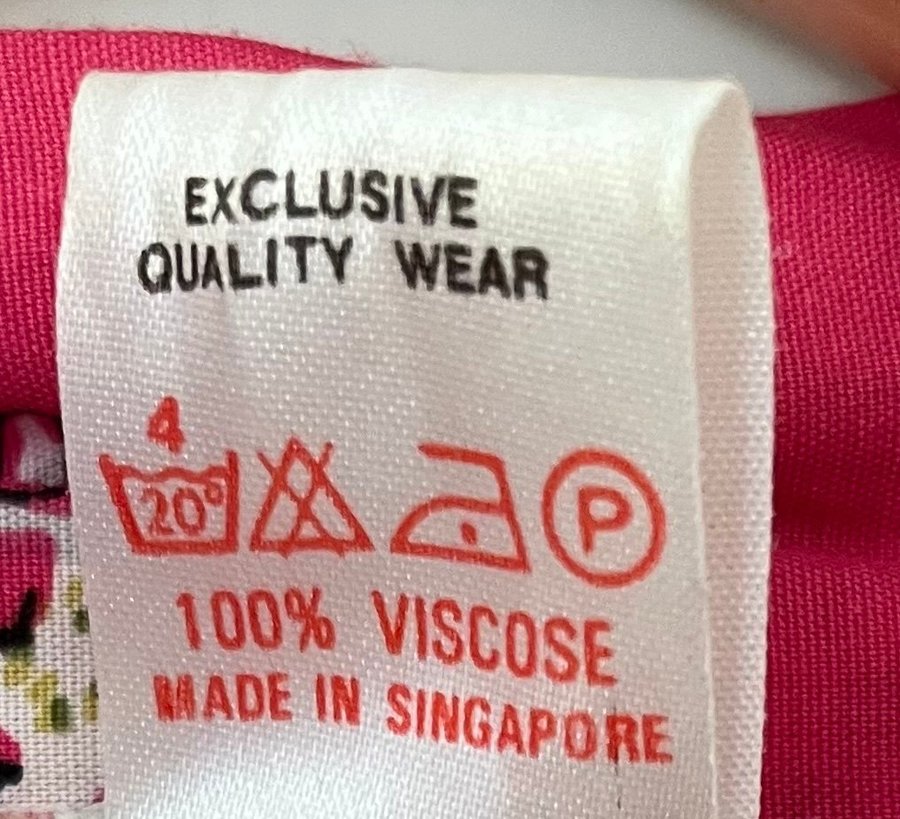 EXCLUSIVE
QUALITY WEAR
4
20° P
100% VISCOSE
MADE IN SINGAPORE